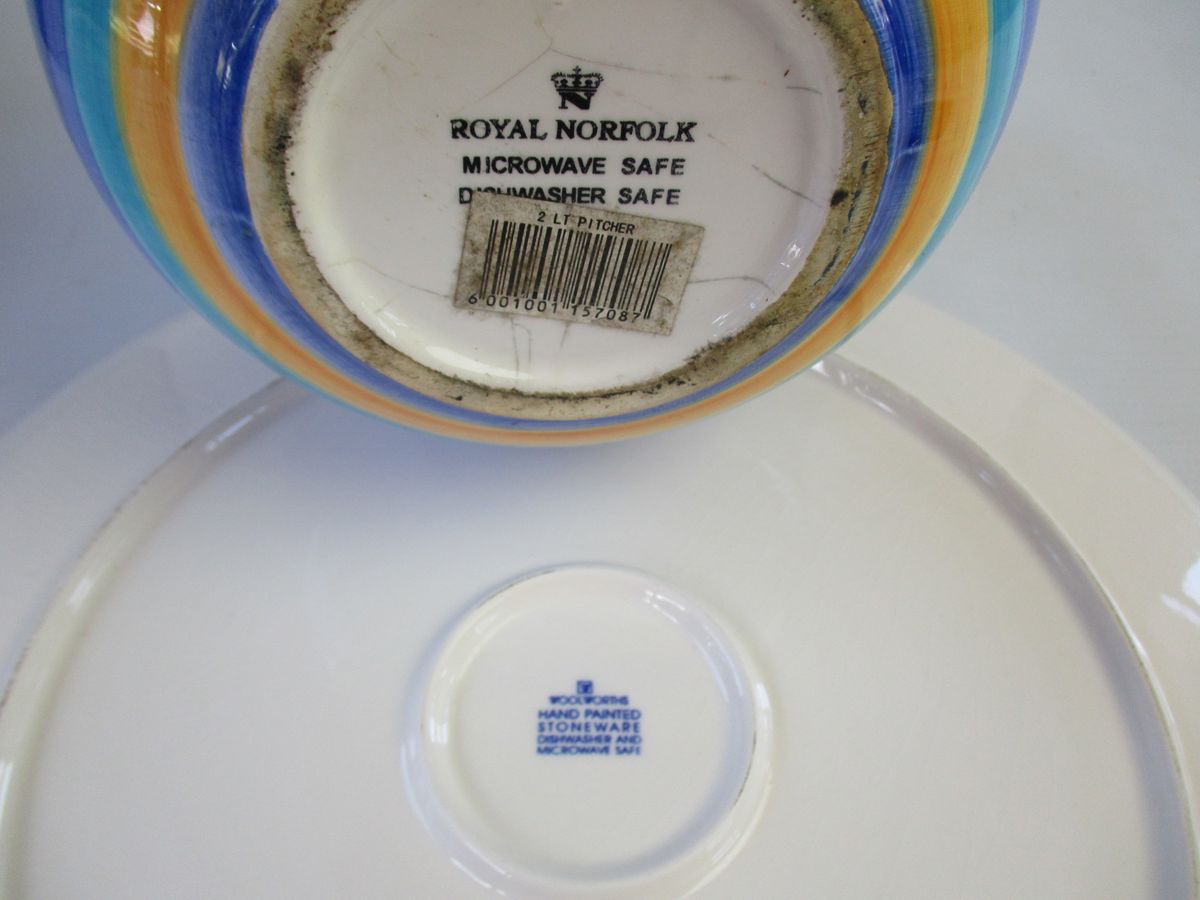 N
ROYAL NORFOLK
MICROWAVE SAFE
DISHWASHER SAFE
2 LT PITCHER
6 001001 157087
W
WOOLWORTHS
HAND PAINTED
STONEWARE
DISHWASHER AND
MICROWAVE SAFE